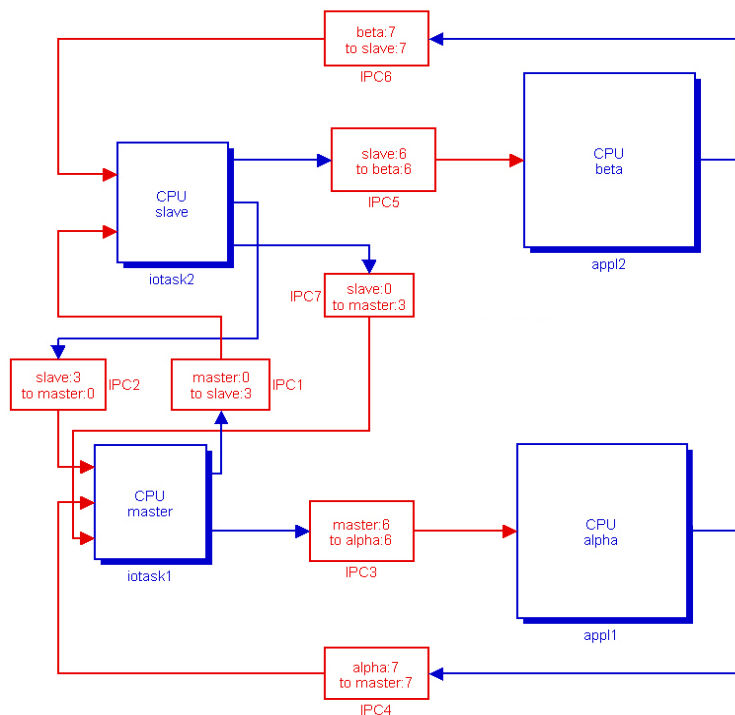 beta:7
to slave:7
IPC6
slave:6
to beta:6
IPC5
CPU
beta
appl2
CPU
slave
iotask2
IPC7
slave:0
to master:3
slave:3
to master:0
IPC2
master:0
to slave:3
IPC1
CPU
master
iotask1
master:6
to alpha:6
IPC3
CPU
alpha
appl1
alpha:7
to master:7
IPC4